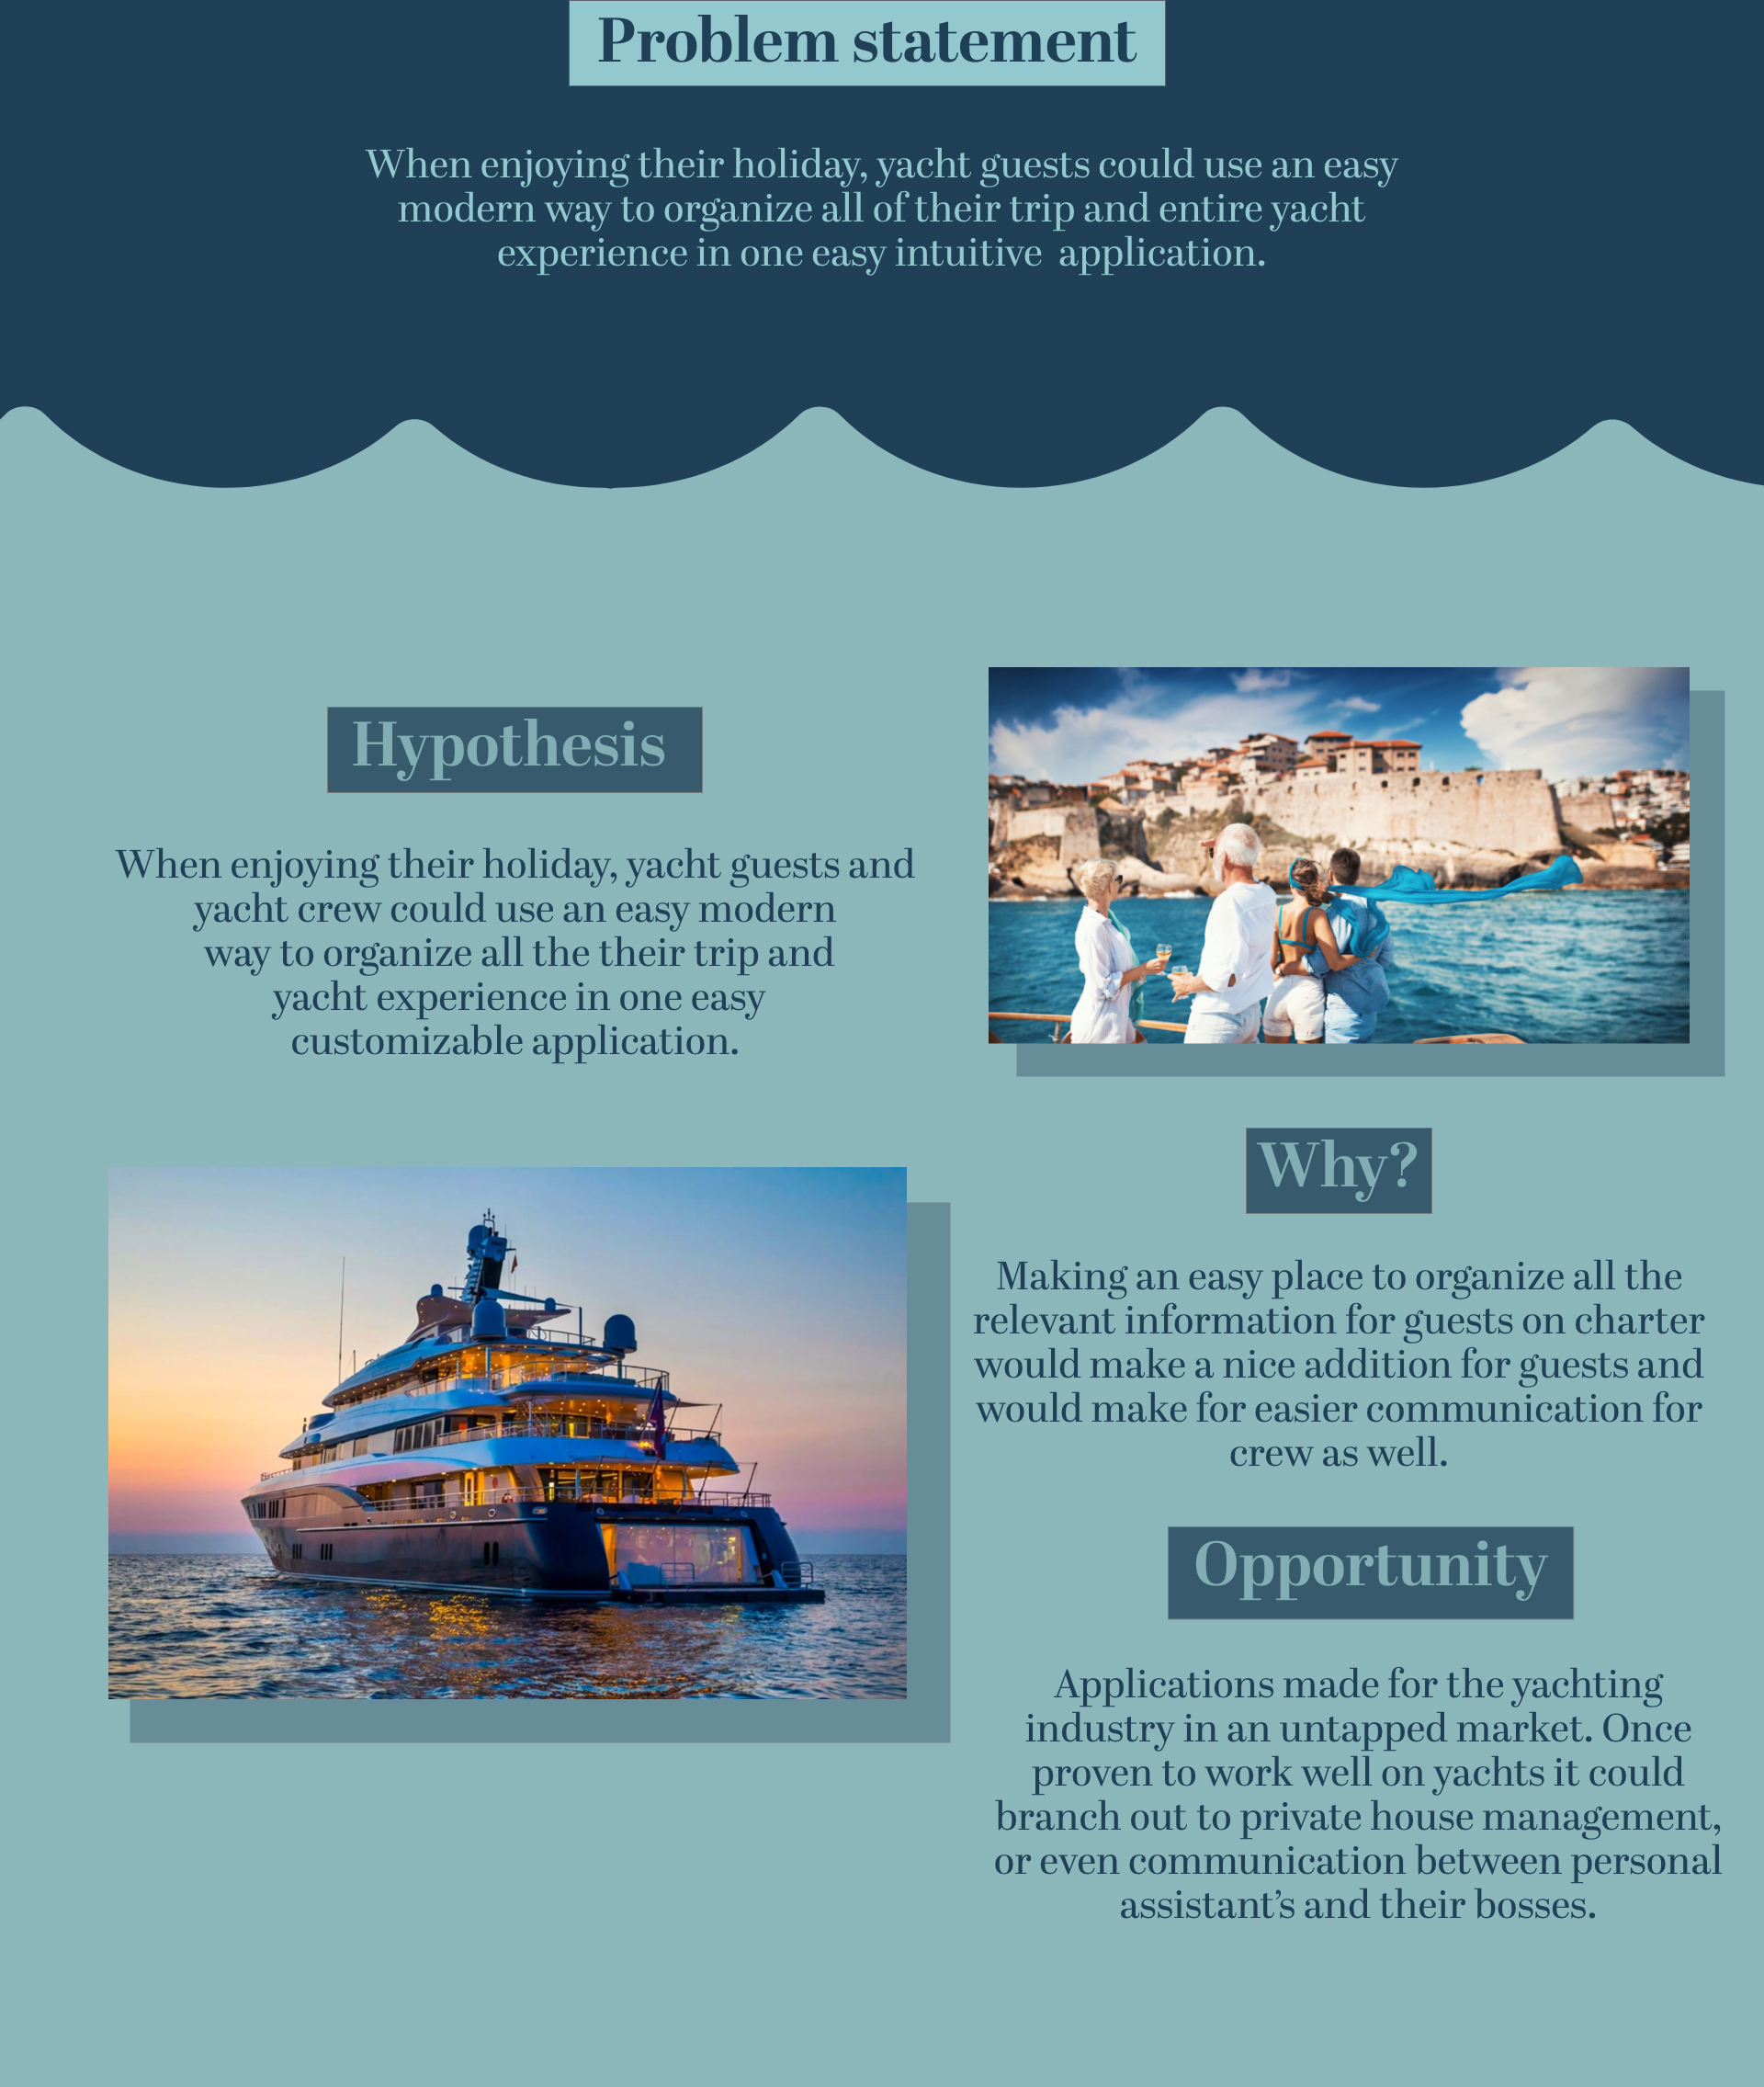 Problem statement
When enjoying their holiday, yacht guests could use an easy
modern way to organize all of their trip and entire yacht
experience in one easy intuitive  application.
Hypothesis
When enjoying their holiday, yacht guests and
yacht crew could use an easy modern
way to organize all the their trip and
yacht experience in one easy
customizable application.
Why?
Making an easy place to organize all the
relevant information for guests on charter
would make a nice addition for guests and
would make for easier communication for
crew as well.
Opportunity
Applications made for the yachting
industry in an untapped market. Once
proven to work well on yachts it could
branch out to private house management,
or even communication between personal
assistant’s and their bosses.